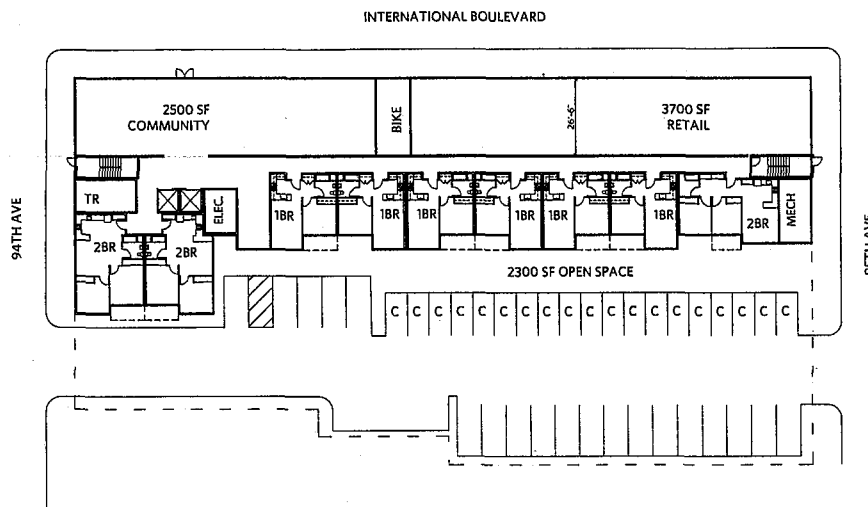 INTERNATIONAL BOULEVARD
2500 SF
COMMUNITY
BIKE
26'-6"
3700 SF
RETAIL
94TH AVE
TR
ELEC.
1BR
1BR
1BR
1BR
1BR
1BR
2BR
MECH
2BR
2BR
2300 SF OPEN SPACE
C C C C C C C C C C C C C C C C C C C